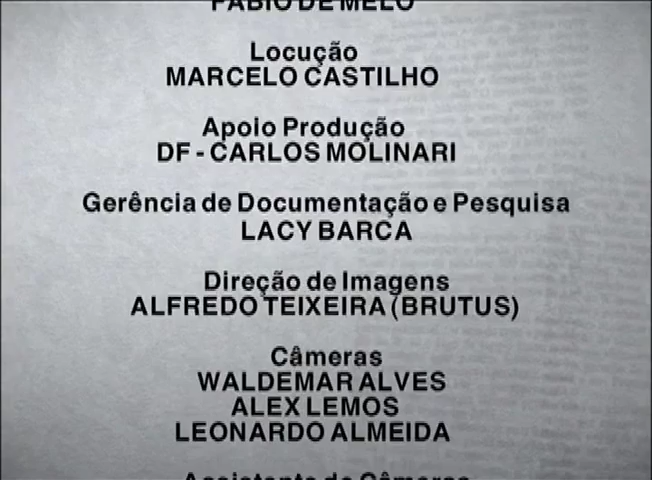 FABIO DE MELO
Locução
MARCELO CASTILHO
Apoio Produção
DF - CARLOS MOLINARI
Gerência de Documentação e Pesquisa
LACY BARCA
Direção de Imagens
ALFREDO TEIXEIRA (BRUTUS)
Câmeras
WALDEMAR ALVES
ALEX LEMOS
LEONARDO ALMEIDA
Assistente de Câmeras